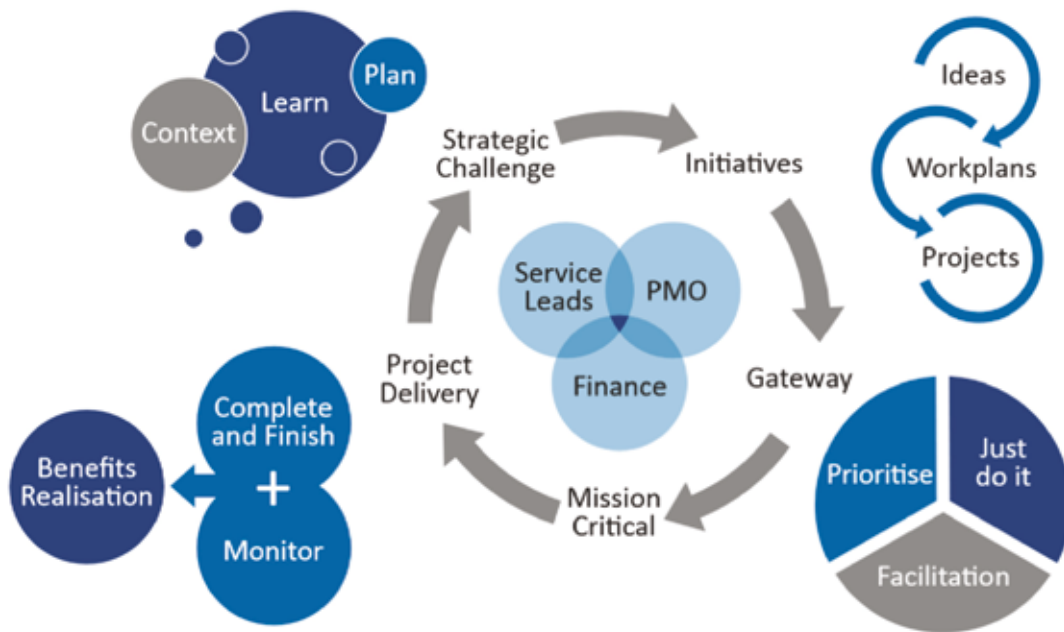 Plan
Learn
Context
Strategic
Challenge
Initiatives
Ideas
Workplans
Projects
Service
Leads
PMO
Finance
Project
Delivery
Gateway
Mission
Critical
Complete
and Finish
+
Monitor
Benefits
Realisation
Prioritise
Just
do it
Facilitation